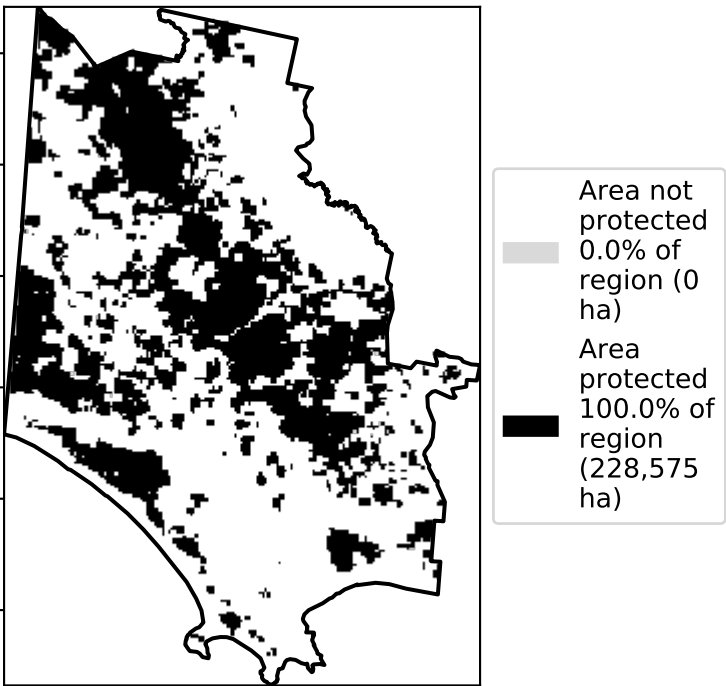 Area not
protected
0.0% of
region (0
ha)
Area
protected
100.0% of
region
(228,575
ha)